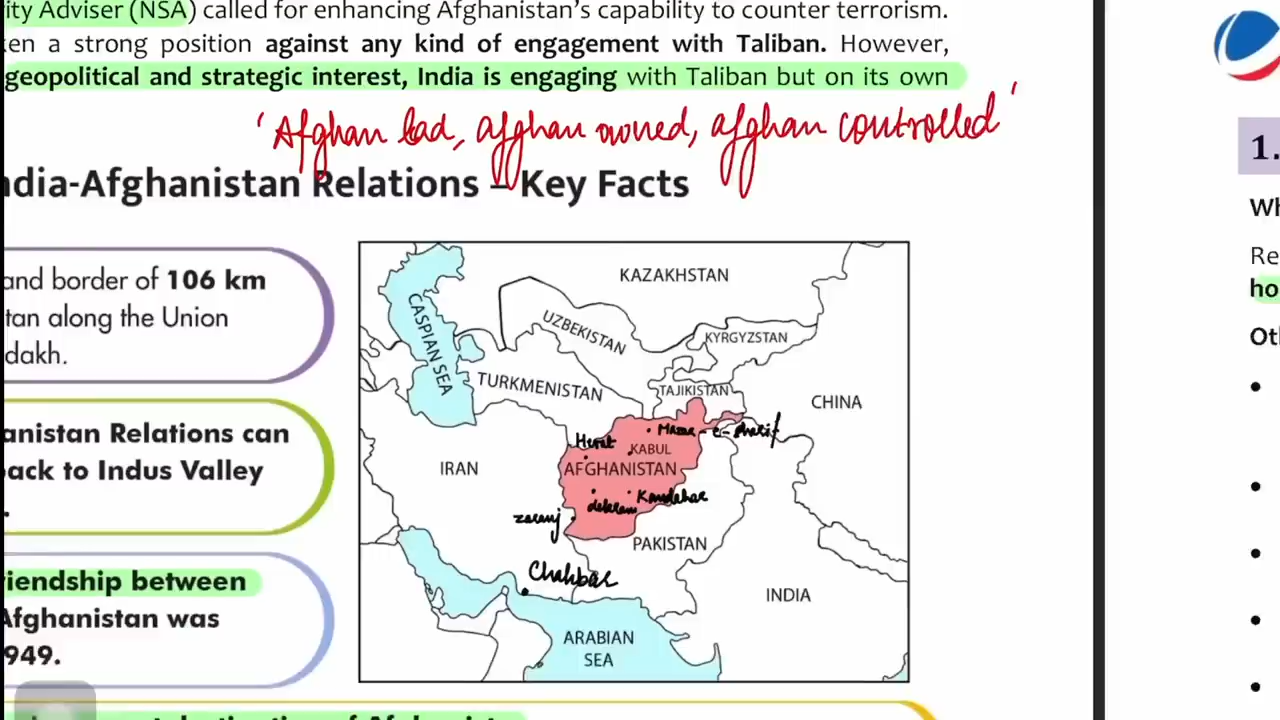 ity Adviser (NSA) called for enhancing Afghanistan's capability to counter terrorism.
ken a strong position against any kind of engagement with Taliban. However,
geopolitical and strategic interest, India is engaging with Taliban but on its own
'Afghan lad, afghan owned, afghan controlled'
ndia-Afghanistan Relations – Key Facts
and border of 106 km
tan along the Union
dakh.
anistan Relations can
ack to Indus Valley
.
riendship between
Afghanistan was
949.
KAZAKHSTAN
CASPIAN SEA
UZBEKISTAN
KYRGYZSTAN
TURKMENISTAN
TAJIKISTAN
CHINA
Mazar-e-sharif
Herat
KABUL
IRAN
AFGHANISTAN
Kandahar
delaram
zaranj
PAKISTAN
Chahbar
INDIA
ARABIAN
SEA
1.
Wh
Re
ho
Ot